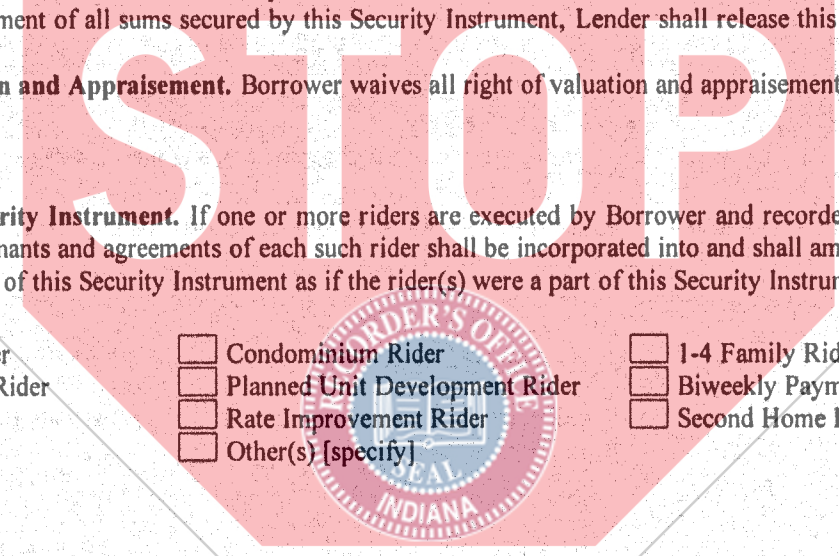 ment of all sums secured by this Security Instrument, Lender shall release this
n and Appraisement. Borrower waives all right of valuation and appraisement
STOP
rity Instrument. If one or more riders are executed by Borrower and recorde
nants and agreements of each such rider shall be incorporated into and shall am
of this Security Instrument as if the rider(s) were a part of this Security Instrum
er Condominium Rider 1-4 Family Rid
Rider Planned Unit Development Rider Biweekly Paym
Rate Improvement Rider Second Home
Other(s) [specify]
RECORDER'S OFFICE
SEAL
INDIANA